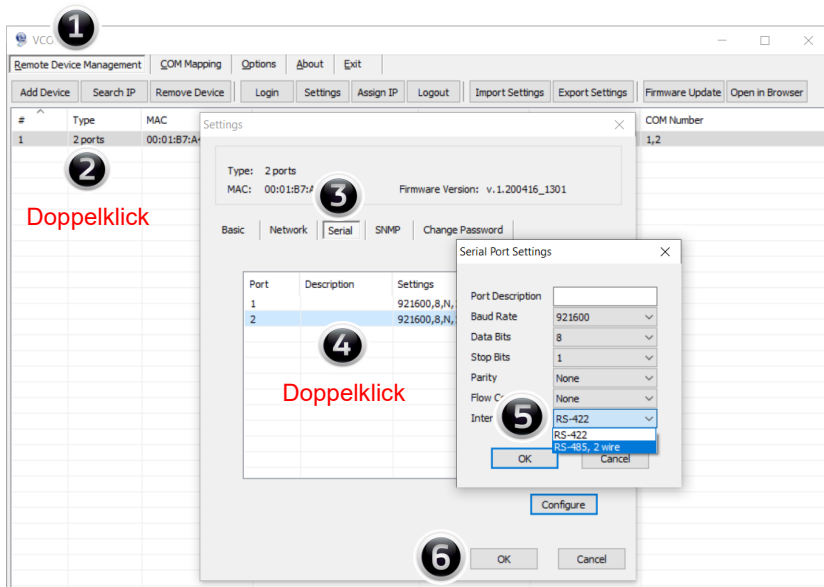 1
VCO
Remote Device Management COM Mapping Options About Exit
Add Device Search IP Remove Device Login Settings Assign IP Logout Import Settings Export Settings Firmware Update Open in Browser
# Type MAC COM Number
1 2 ports 00:01:B7:A 1,2
2
Doppelklick
Settings
Type: 2 ports
MAC: 00:01:B7:A Firmware Version: v.1.200416_1301
3
Basic Network Serial SNMP Change Password
Port Description Settings
1 921600,8,N,
2 921600,8,N,
4
Doppelklick
Serial Port Settings
Port Description
Baud Rate 921600
Data Bits 8
Stop Bits 1
Parity None
Flow None
Inter RS-422
5
RS-422
RS-485, 2 wire
OK Cancel
Configure
6
OK Cancel